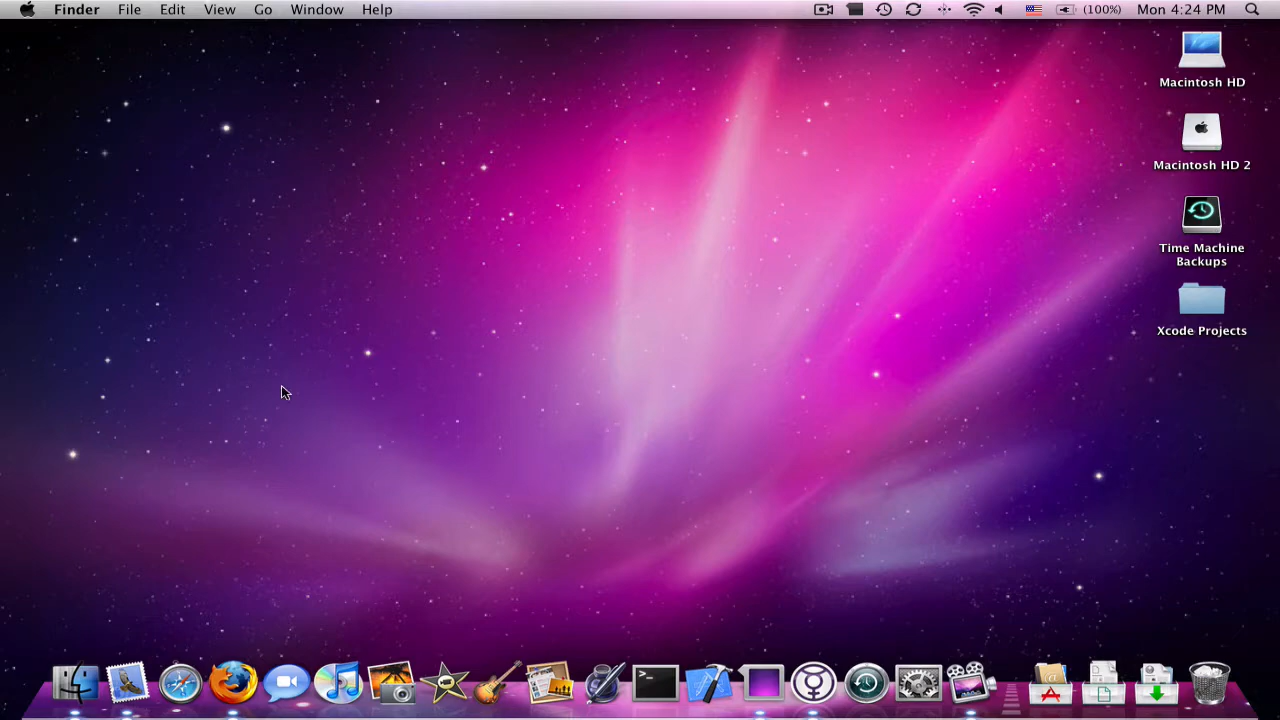 Finder File Edit View Go Window Help (100%) Mon 4:24 PM
Macintosh HD
Macintosh HD 2
Time Machine
Backups
Xcode Projects